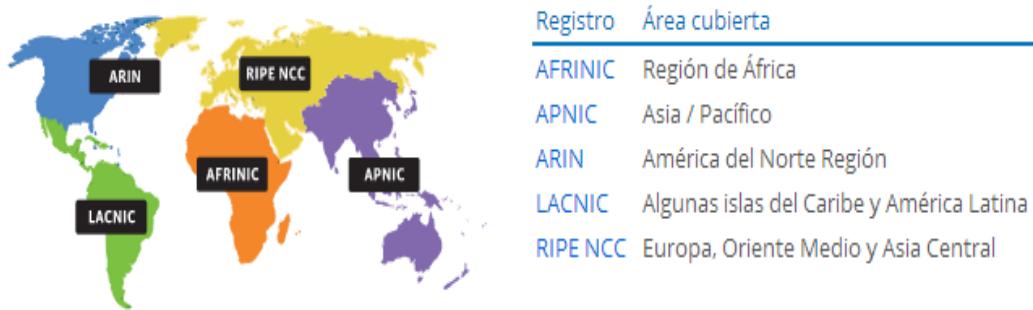 ARIN
RIPE NCC
AFRINIC
APNIC
LACNIC
Registro Área cubierta
AFRINIC Región de África
APNIC Asia / Pacífico
ARIN América del Norte Región
LACNIC Algunas islas del Caribe y América Latina
RIPE NCC Europa, Oriente Medio y Asia Central